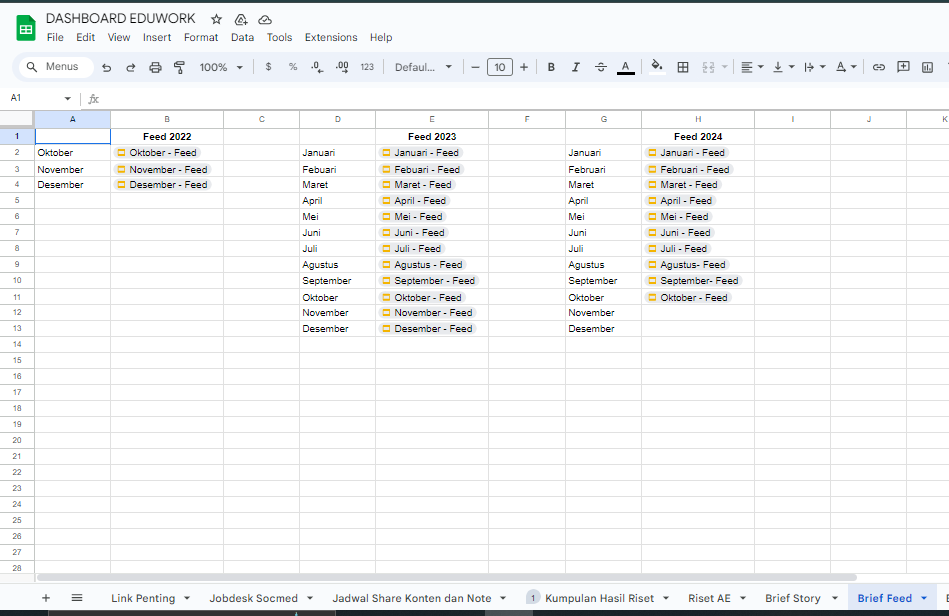 DASHBOARD EDUWORK
File Edit View Insert Format Data Tools Extensions Help
Menus 100% $ % .0 .00 123 Defaul... 10 B I A
A1 fx
A B C D E F G H I J K
1 Feed 2022 Feed 2023 Feed 2024
2 Oktober Oktober - Feed Januari Januari - Feed Januari Januari - Feed
3 November November - Feed Febuari Febuari - Feed Februari Februari - Feed
4 Desember Desember - Feed Maret Maret - Feed Maret Maret - Feed
5 April April - Feed April April - Feed
6 Mei Mei - Feed Mei Mei - Feed
7 Juni Juni - Feed Juni Juni - Feed
8 Juli Juli - Feed Juli Juli - Feed
9 Agustus Agustus - Feed Agustus Agustus- Feed
10 September September - Feed September September- Feed
11 Oktober Oktober - Feed Oktober Oktober - Feed
12 November November - Feed November
13 Desember Desember - Feed Desember
14
15
16
17
18
19
20
21
22
23
24
25
26
27
28
Link Penting Jobdesk Socmed Jadwal Share Konten dan Note 1 Kumpulan Hasil Riset Riset AE Brief Story Brief Feed